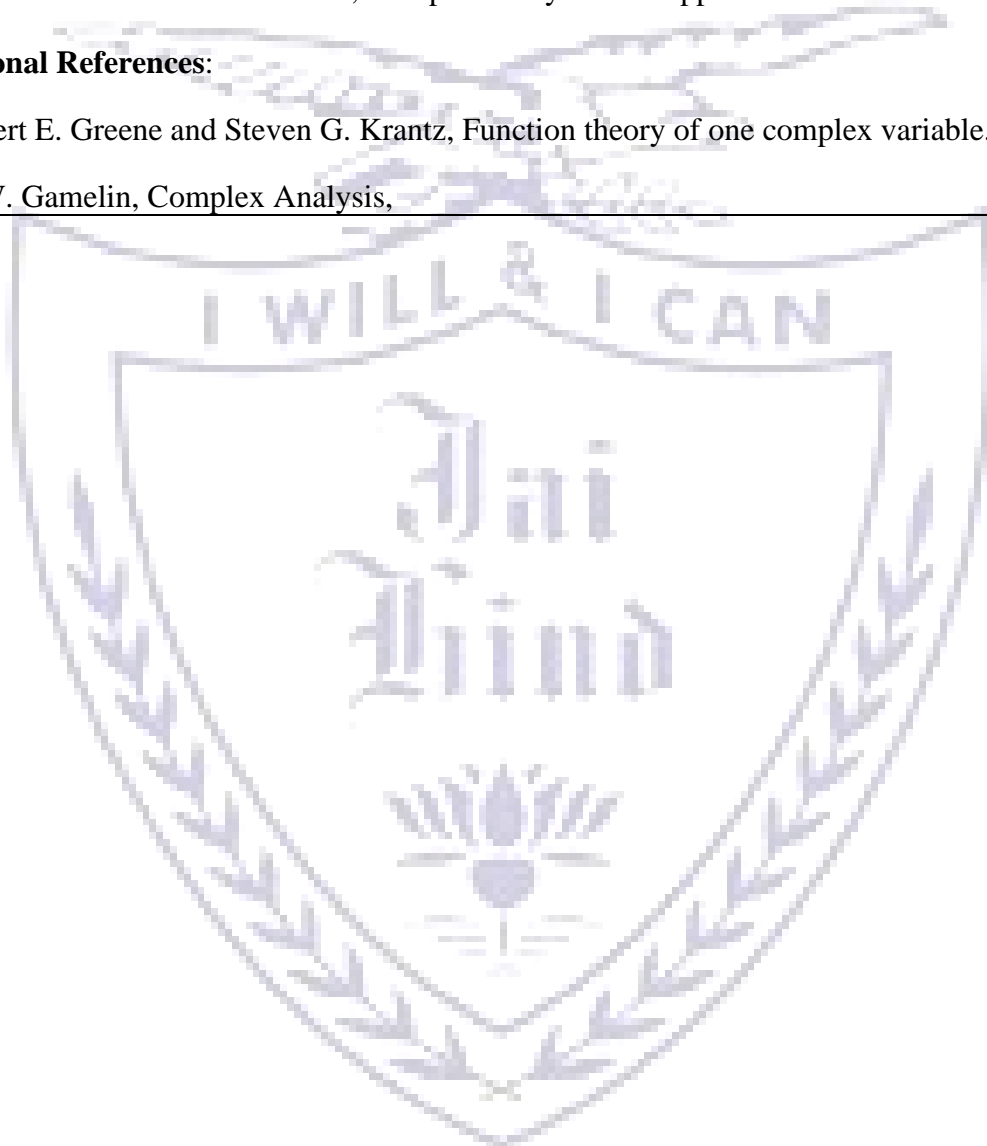 onal References:
ert E. Greene and Steven G. Krantz, Function theory of one complex variable.
V. Gamelin, Complex Analysis,
I WILL & I CAN
Jai
Hind